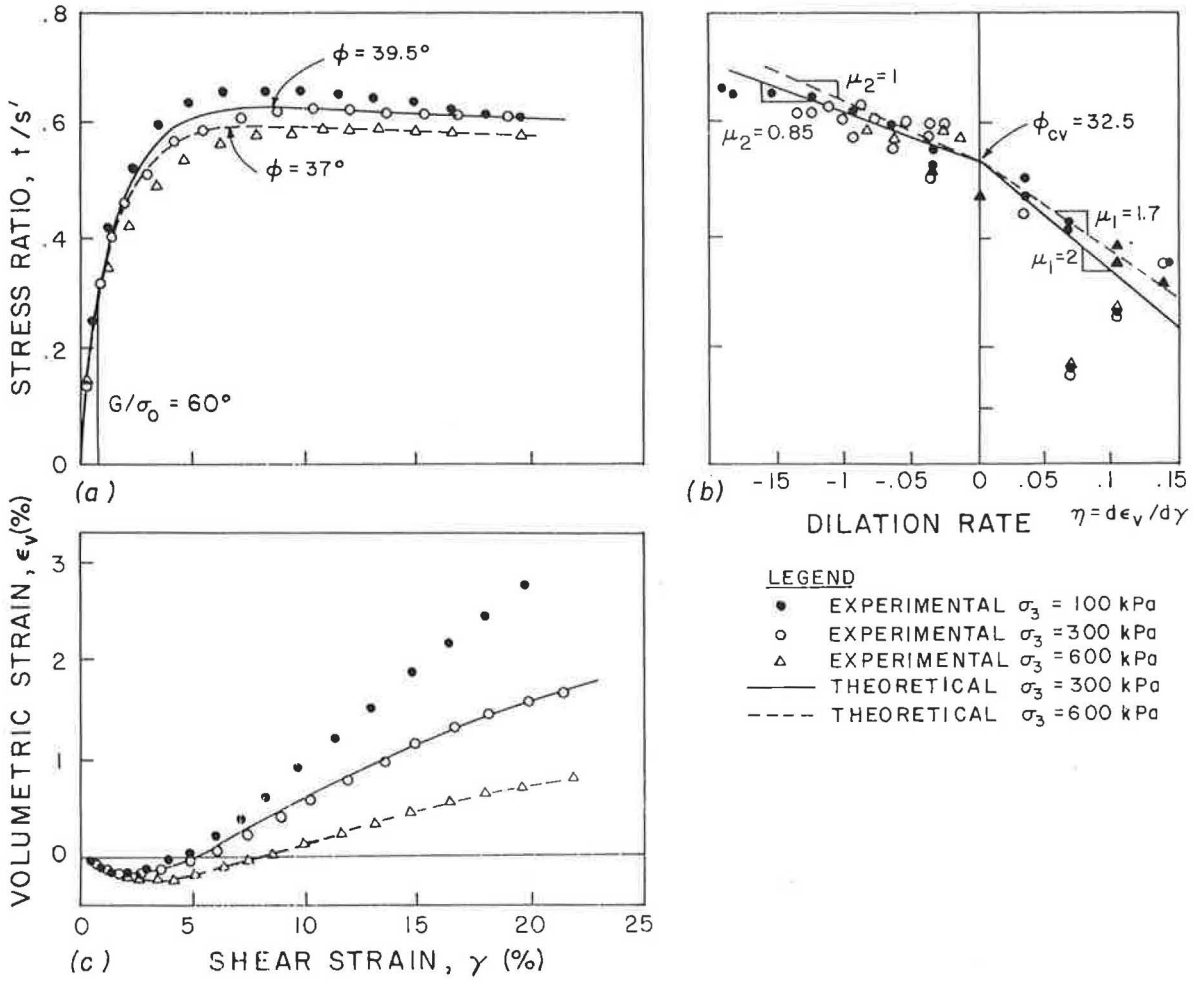 .8
.6
.4
.2
0
STRESS RATIO, t/s'
ϕ = 39.5°
ϕ = 37°
G/σ₀ = 60°
(a)
μ₂ = 1
μ₂ = 0.85
ϕcv = 32.5
μ₁ = 1.7
μ₁ = 2
(b)
-15 -.1 -.05 0 .05 .1 .15
DILATION RATE η = dϵᵥ/dγ
LEGEND
● EXPERIMENTAL σ₃ = 100 kPa
○ EXPERIMENTAL σ₃ = 300 kPa
△ EXPERIMENTAL σ₃ = 600 kPa
—— THEORETICAL σ₃ = 300 kPa
--- THEORETICAL σ₃ = 600 kPa
VOLUMETRIC STRAIN, ϵᵥ(%)
3
2
1
0
0 5 10 15 20 25
(c) SHEAR STRAIN, γ (%)